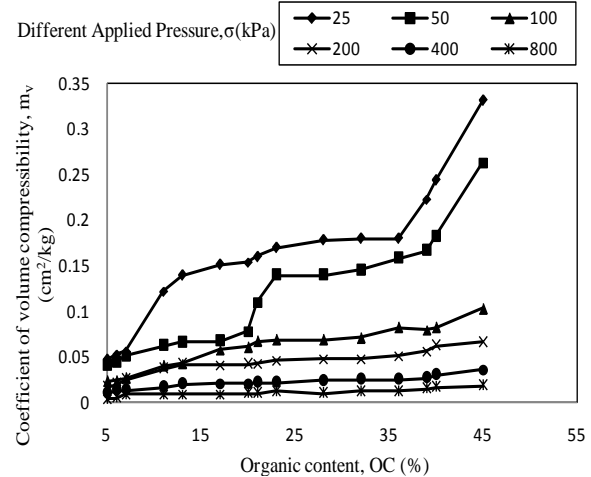 Different Applied Pressure,σ(kPa)
25 50 100
200 400 800
Coefficient of volume compressibility, mv
(cm²/kg)
0.35
0.3
0.25
0.2
0.15
0.1
0.05
0
5 15 25 35 45 55
Organic content, OC (%)